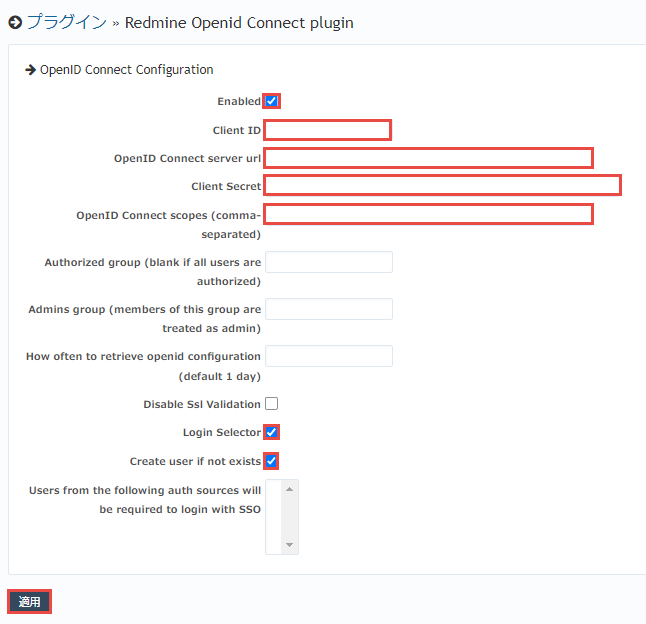 プラグイン » Redmine Openid Connect plugin
OpenID Connect Configuration
Enabled
Client ID
OpenID Connect server url
Client Secret
OpenID Connect scopes (comma-
separated)
Authorized group (blank if all users are
authorized)
Admins group (members of this group are
treated as admin)
How often to retrieve openid configuration
(default 1 day)
Disable Ssl Validation
Login Selector
Create user if not exists
Users from the following auth sources will
be required to login with SSO
適用